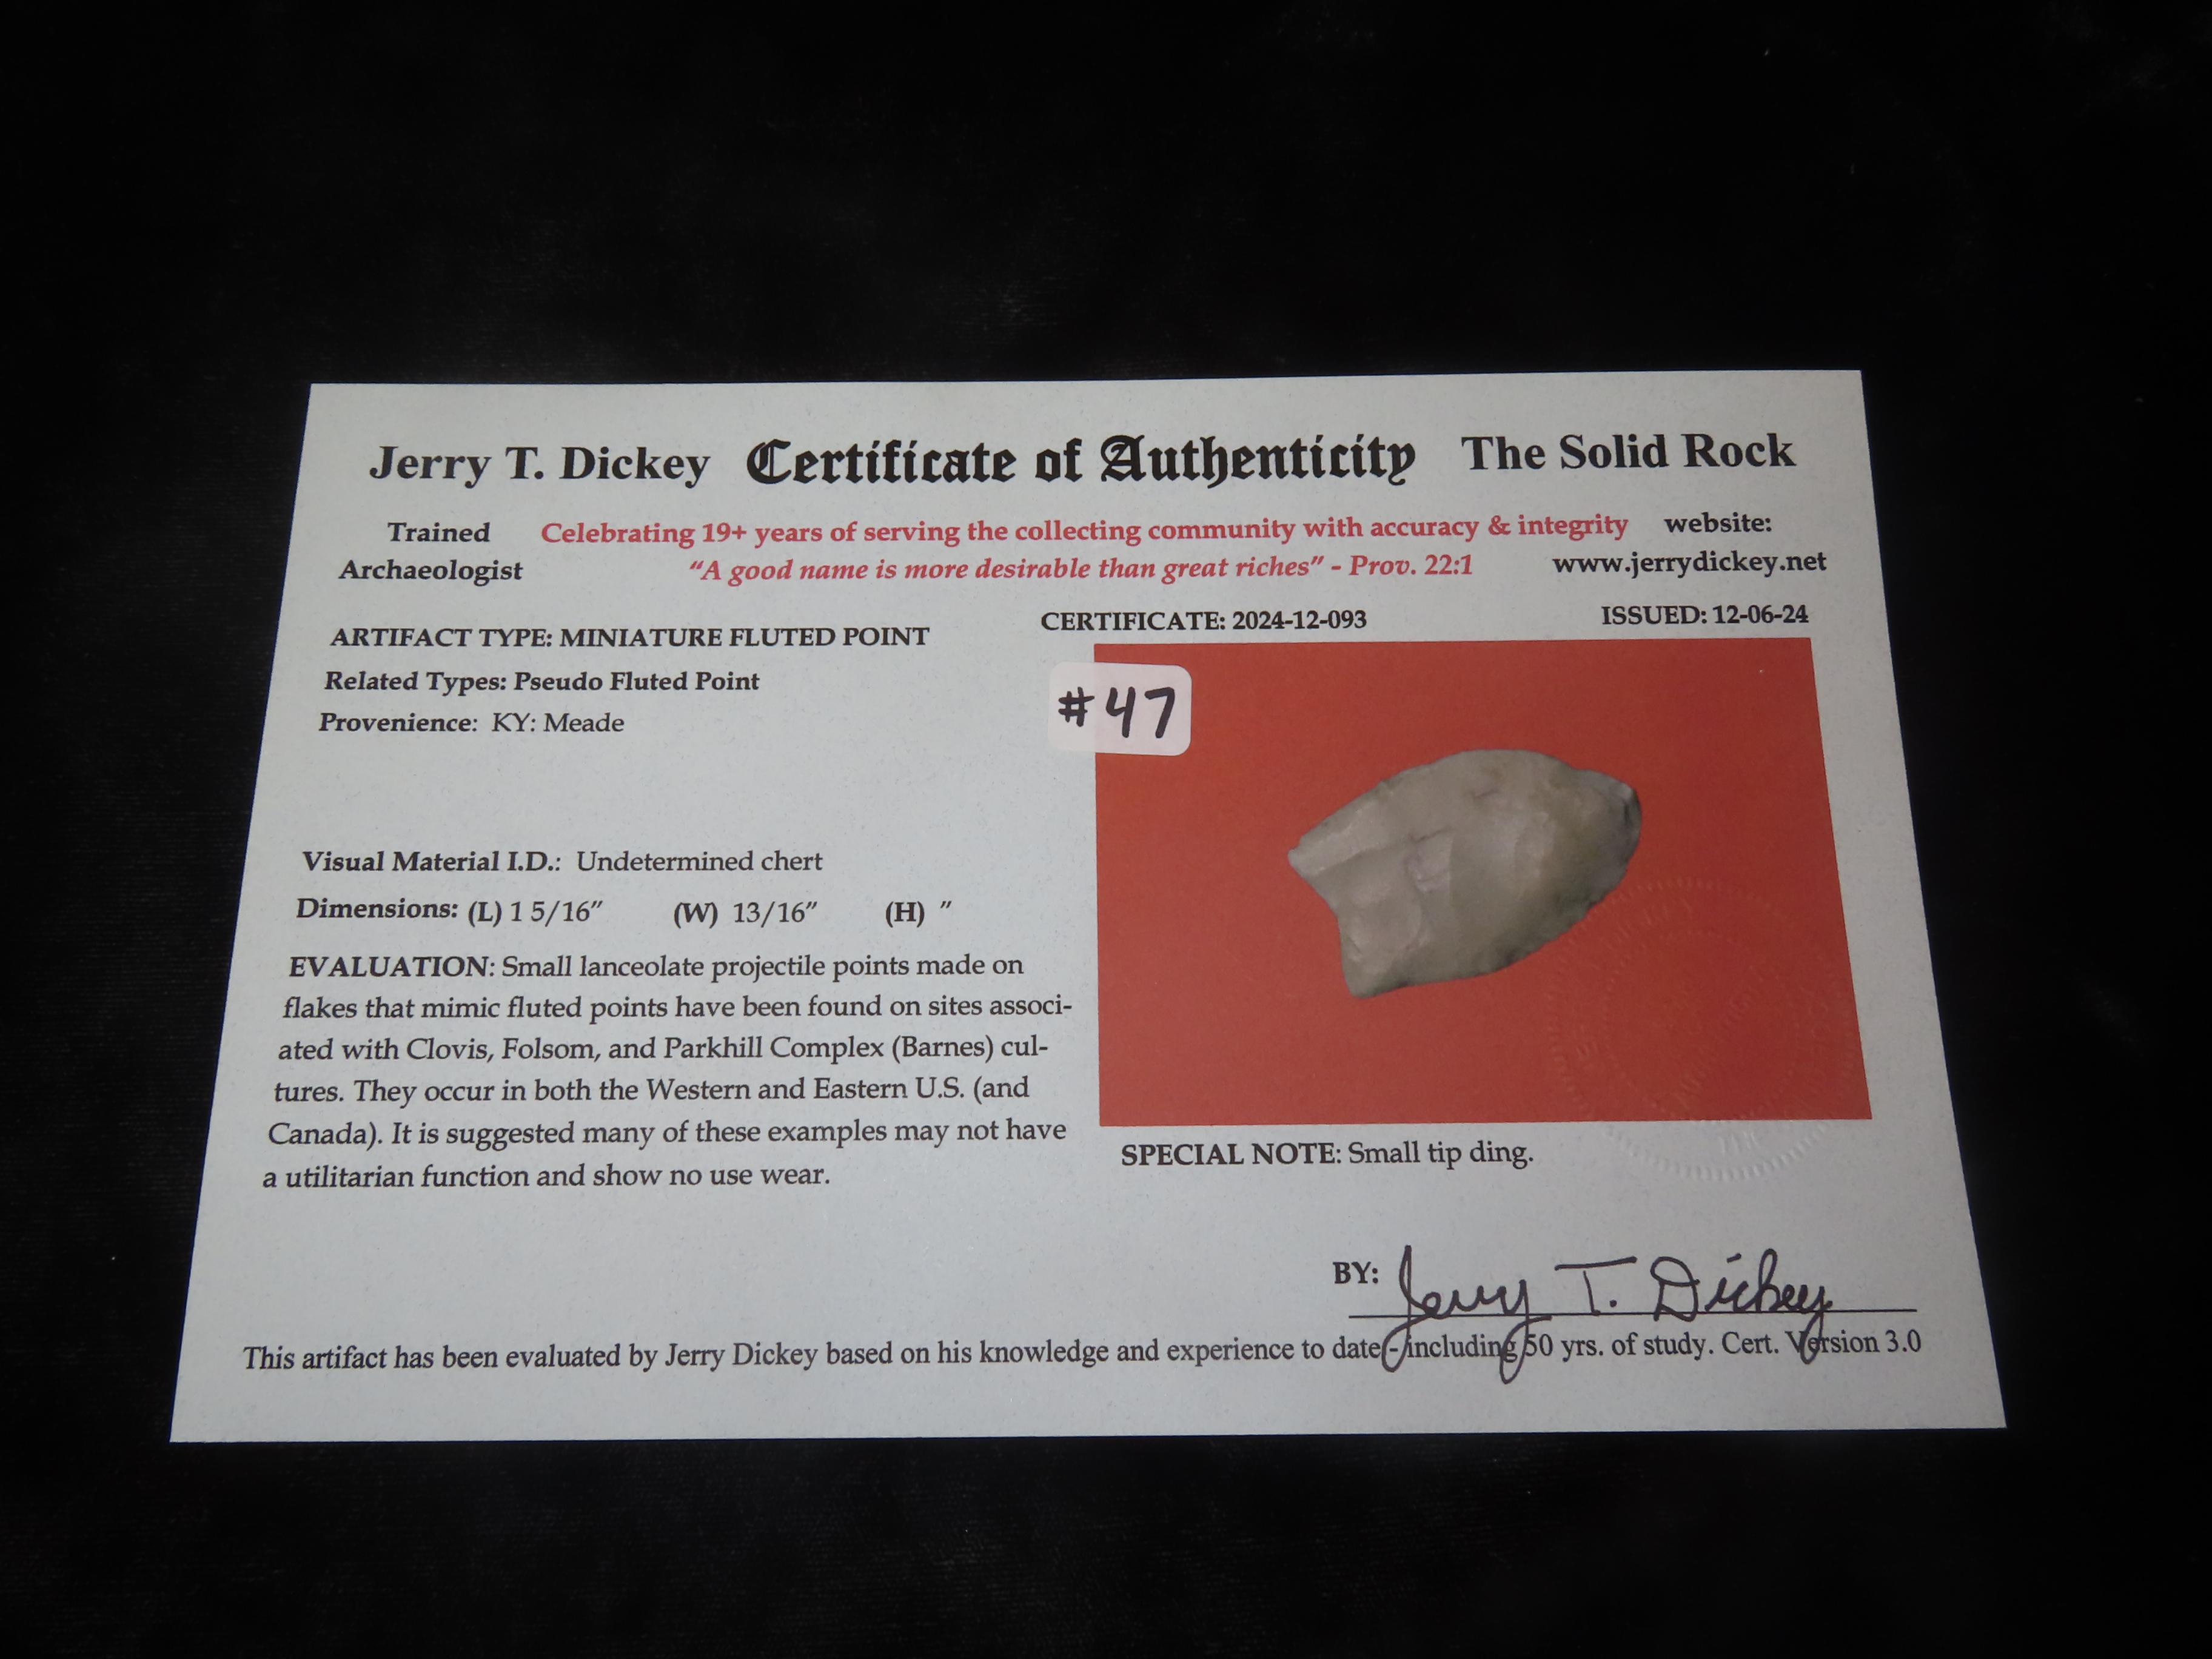 Jerry T. Dickey Certificate of Authenticity The Solid Rock
Trained Celebrating 19+ years of serving the collecting community with accuracy & integrity website:
Archaeologist "A good name is more desirable than great riches" - Prov. 22:1 www.jerrydickey.net
CERTIFICATE: 2024-12-093 ISSUED: 12-06-24
ARTIFACT TYPE: MINIATURE FLUTED POINT
Related Types: Pseudo Fluted Point
Provenience: KY: Meade
#47
Visual Material I.D.: Undetermined chert
Dimensions: (L) 1 5/16" (W) 13/16" (H) "
EVALUATION: Small lanceolate projectile points made on
flakes that mimic fluted points have been found on sites associ-
ated with Clovis, Folsom, and Parkhill Complex (Barnes) cul-
tures. They occur in both the Western and Eastern U.S. (and
Canada). It is suggested many of these examples may not have
a utilitarian function and show no use wear.
SPECIAL NOTE: Small tip ding.
BY: Jerry T. Dickey
This artifact has been evaluated by Jerry Dickey based on his knowledge and experience to date - including 50 yrs. of study. Cert. Version 3.0